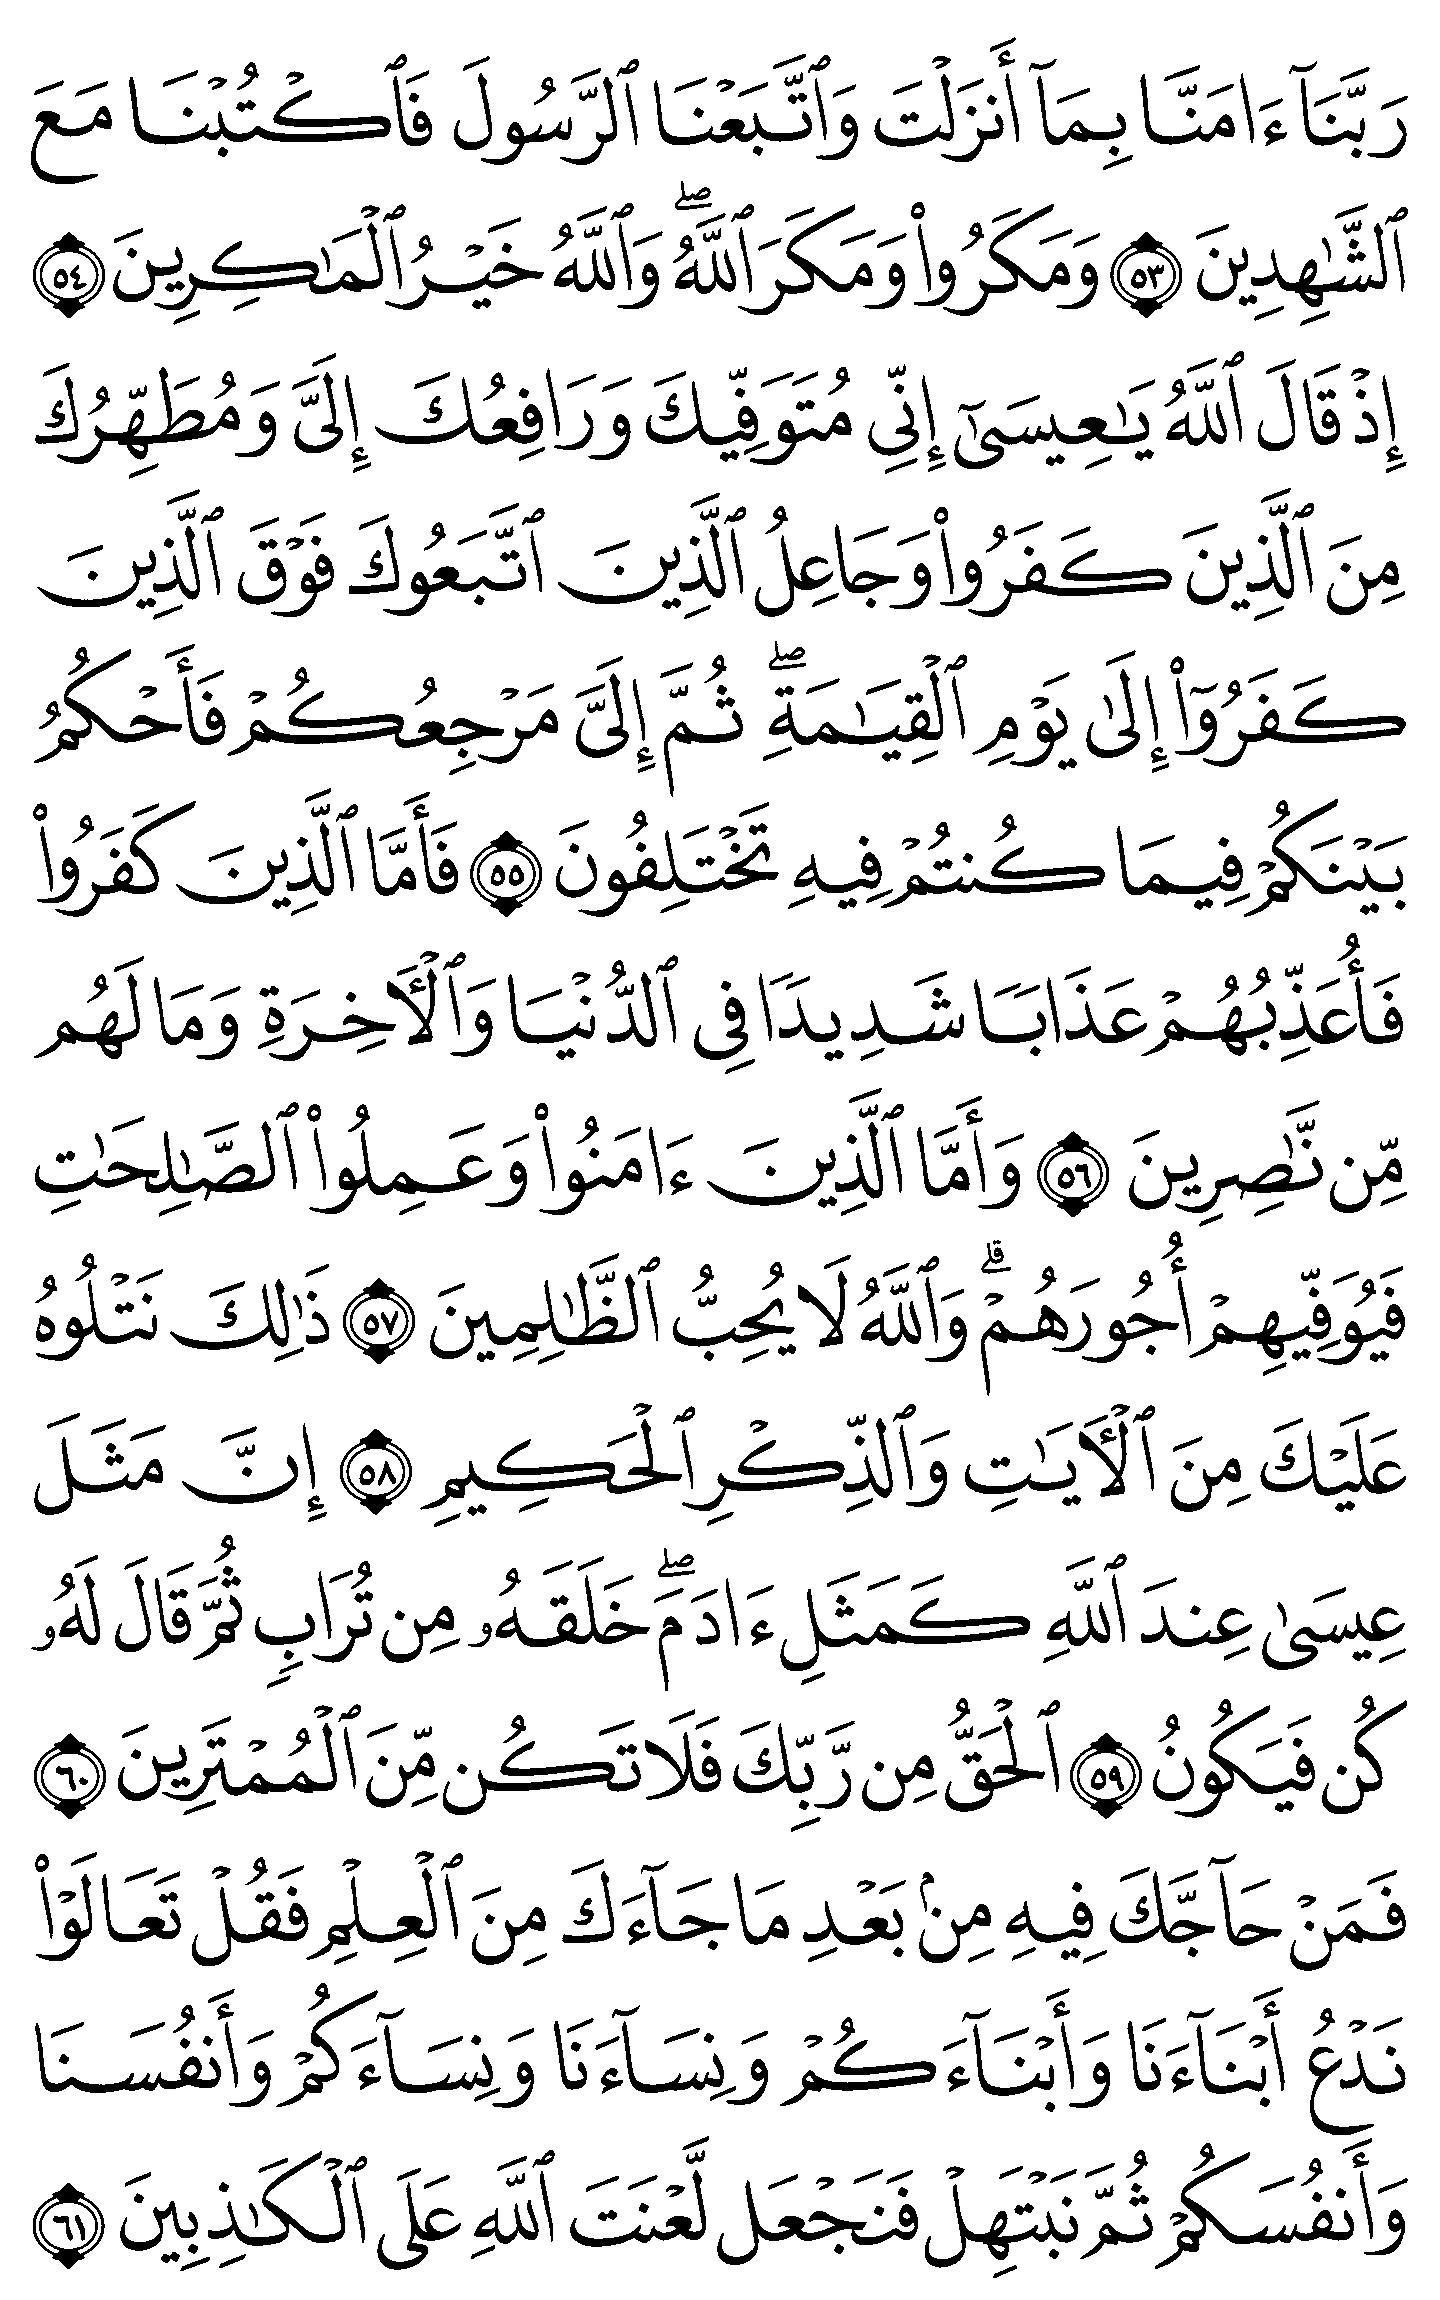 رَبَّنَآ ءَامَنَّا بِمَآ أَنزَلْتَ وَٱتَّبَعْنَا ٱلرَّسُولَ فَٱكْتُبْنَا مَعَ
ٱلشَّـٰهِدِينَ ٥٣ وَمَكَرُوا۟ وَمَكَرَ ٱللَّهُ ۖ وَٱللَّهُ خَيْرُ ٱلْمَـٰكِرِينَ ٥٤
إِذْ قَالَ ٱللَّهُ يَـٰعِيسَىٰٓ إِنِّى مُتَوَفِّيكَ وَرَافِعُكَ إِلَىَّ وَمُطَهِّرُكَ
مِنَ ٱلَّذِينَ كَفَرُوا۟ وَجَاعِلُ ٱلَّذِينَ ٱتَّبَعُوكَ فَوْقَ ٱلَّذِينَ
كَفَرُوٓا۟ إِلَىٰ يَوْمِ ٱلْقِيَـٰمَةِ ۖ ثُمَّ إِلَىَّ مَرْجِعُكُمْ فَأَحْكُمُ
بَيْنَكُمْ فِيمَا كُنتُمْ فِيهِ تَخْتَلِفُونَ ٥٥ فَأَمَّا ٱلَّذِينَ كَفَرُوا۟
فَأُعَذِّبُهُمْ عَذَابًا شَدِيدًا فِى ٱلدُّنْيَا وَٱلْـَٔاخِرَةِ وَمَا لَهُم
مِّن نَّـٰصِرِينَ ٥٦ وَأَمَّا ٱلَّذِينَ ءَامَنُوا۟ وَعَمِلُوا۟ ٱلصَّـٰلِحَـٰتِ
فَيُوَفِّيهِمْ أُجُورَهُمْ ۗ وَٱللَّهُ لَا يُحِبُّ ٱلظَّـٰلِمِينَ ٥٧ ذَٰلِكَ نَتْلُوهُ
عَلَيْكَ مِنَ ٱلْـَٔايَـٰتِ وَٱلذِّكْرِ ٱلْحَكِيمِ ٥٨ إِنَّ مَثَلَ
عِيسَىٰ عِندَ ٱللَّهِ كَمَثَلِ ءَادَمَ ۖ خَلَقَهُۥ مِن تُرَابٍ ثُمَّ قَالَ لَهُۥ
كُن فَيَكُونُ ٥٩ ٱلْحَقُّ مِن رَّبِّكَ فَلَا تَكُن مِّنَ ٱلْمُمْتَرِينَ ٦٠
فَمَنْ حَآجَّكَ فِيهِ مِنۢ بَعْدِ مَا جَآءَكَ مِنَ ٱلْعِلْمِ فَقُلْ تَعَالَوْا۟
نَدْعُ أَبْنَآءَنَا وَأَبْنَآءَكُمْ وَنِسَآءَنَا وَنِسَآءَكُمْ وَأَنفُسَنَا
وَأَنفُسَكُمْ ثُمَّ نَبْتَهِلْ فَنَجْعَل لَّعْنَتَ ٱللَّهِ عَلَى ٱلْكَـٰذِبِينَ ٦١